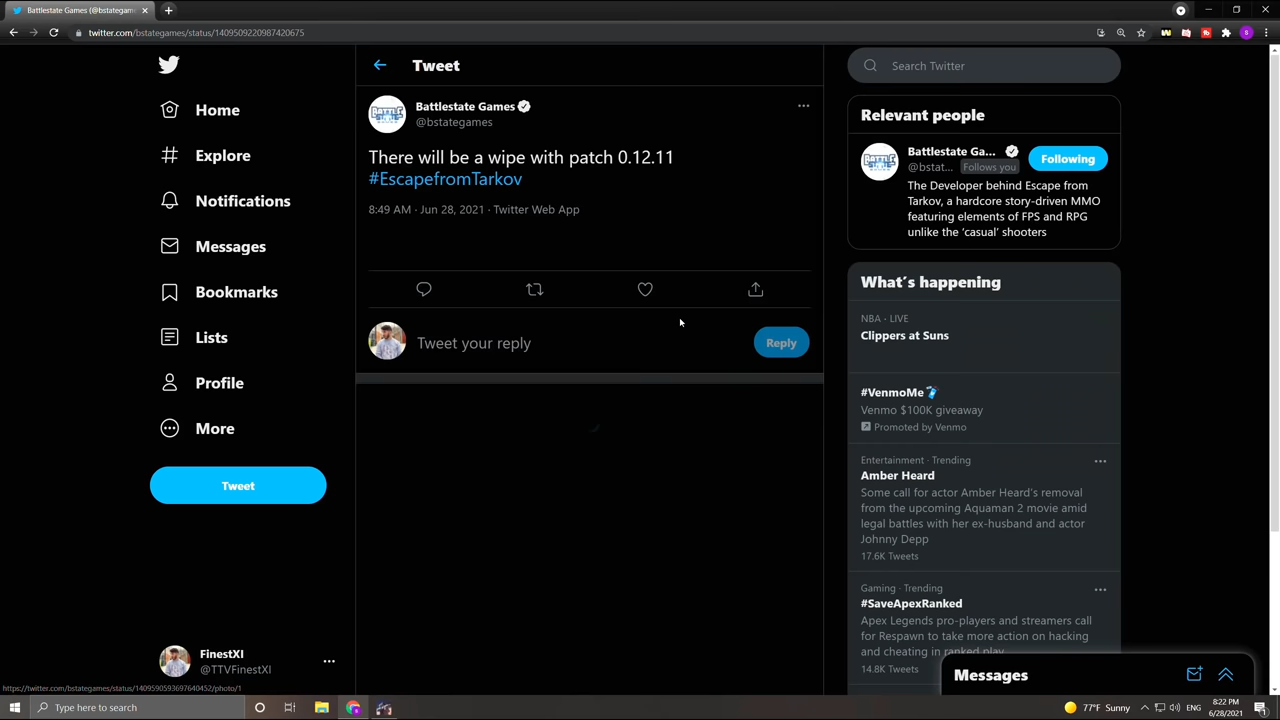 Battlestate Games (@bstategam
twitter.com/bstategames/status/1409509220987420675
Home
Explore
Notifications
Messages
Bookmarks
Lists
Profile
More
Tweet
FinestXI
@TTVFinestXI
Tweet
Battlestate Games
@bstategames
There will be a wipe with patch 0.12.11
#EscapefromTarkov
8:49 AM · Jun 28, 2021 · Twitter Web App
Tweet your reply
Reply
Search Twitter
Relevant people
Battlestate Ga...
@bstat... Follows you
Following
The Developer behind Escape from
Tarkov, a hardcore story-driven MMO
featuring elements of FPS and RPG
unlike the ‘casual’ shooters
What’s happening
NBA · LIVE
Clippers at Suns
#VenmoMe
Venmo $100K giveaway
Promoted by Venmo
Entertainment · Trending
Amber Heard
Some call for actor Amber Heard's removal
from the upcoming Aquaman 2 movie amid
legal battles with her ex-husband and actor
Johnny Depp
17.6K Tweets
Gaming · Trending
#SaveApexRanked
Apex Legends pro-players and streamers call
for Respawn to take more action on hacking
and cheating in ranked play
14.8K Tweets
Messages
https://twitter.com/bstategames/status/1409590593697640452/photo/1
Type here to search
77°F Sunny
ENG
8:22 PM
6/28/2021